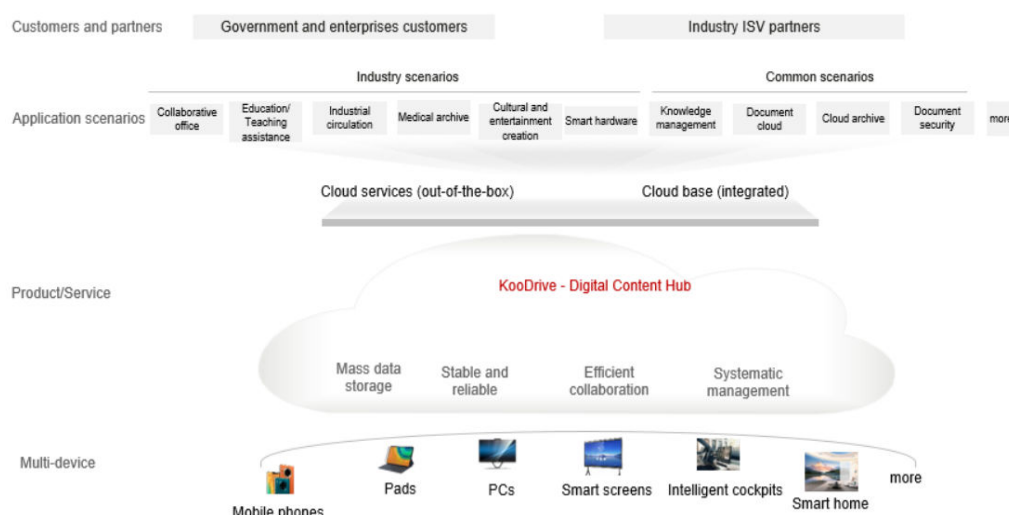 Customers and partners
Government and enterprises customers
Industry ISV partners
Industry scenarios
Common scenarios
Application scenarios
Collaborative
office
Education/
Teaching
assistance
Industrial
circulation
Medical archive
Cultural and
entertainment
creation
Smart hardware
Knowledge
management
Document
cloud
Cloud archive
Document
security
more
Cloud services (out-of-the-box)
Cloud base (integrated)
Product/Service
KooDrive - Digital Content Hub
Mass data
storage
Stable and
reliable
Efficient
collaboration
Systematic
management
Multi-device
Mobile phones
Pads
PCs
Smart screens
Intelligent cockpits
Smart home
more